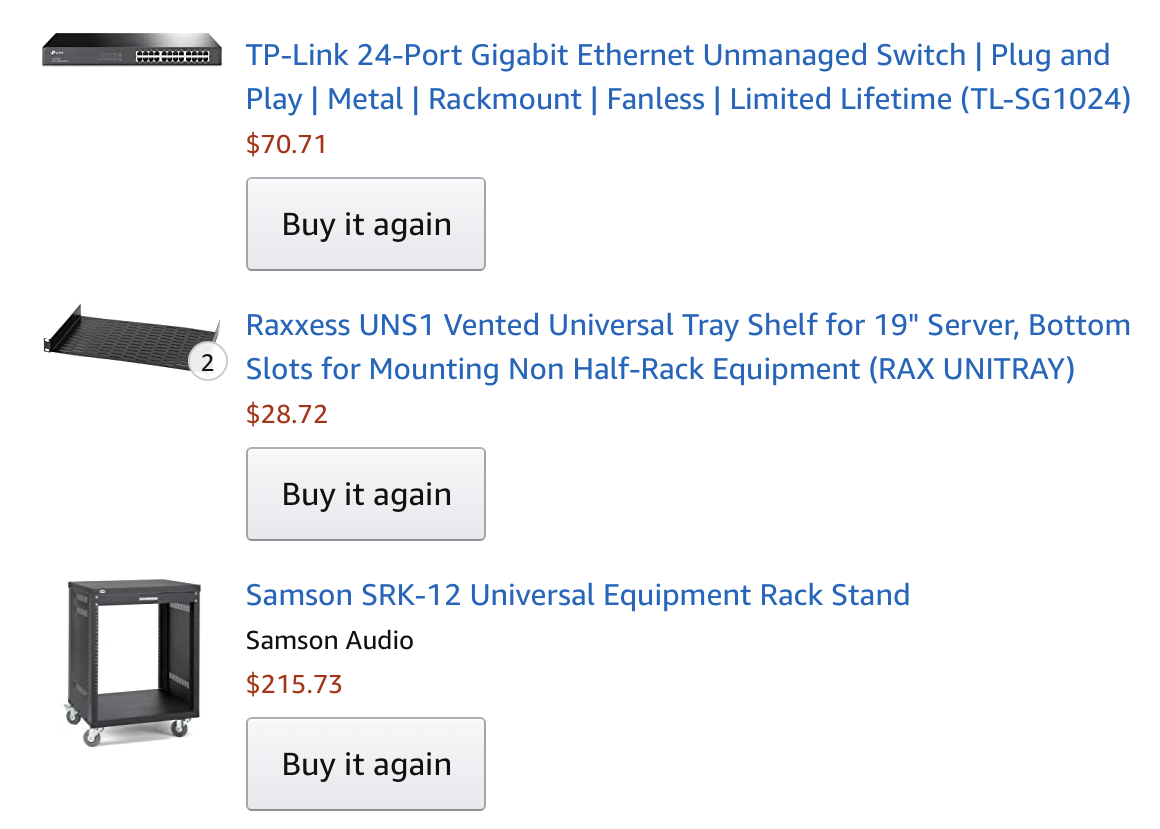 TP-Link 24-Port Gigabit Ethernet Unmanaged Switch | Plug and
Play | Metal | Rackmount | Fanless | Limited Lifetime (TL-SG1024)
$70.71
Buy it again
Raxxess UNS1 Vented Universal Tray Shelf for 19" Server, Bottom
2
Slots for Mounting Non Half-Rack Equipment (RAX UNITRAY)
$28.72
Buy it again
Samson SRK-12 Universal Equipment Rack Stand
Samson Audio
$215.73
Buy it again